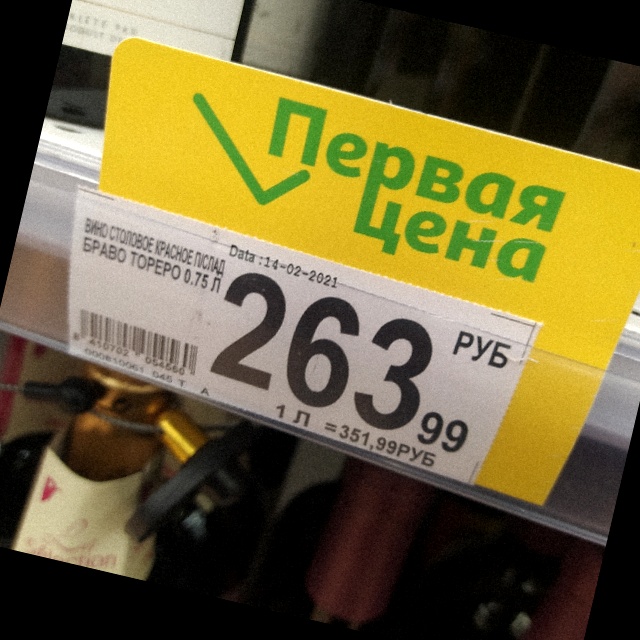 Первая
цена
ВИНО СТОЛОВОЕ КРАСНОЕ П/СЛАД
БРАВО ТОРЕРО 0.75 Л
Data :14-02-2021
263 99
РУБ
1 Л =351,99РУБ